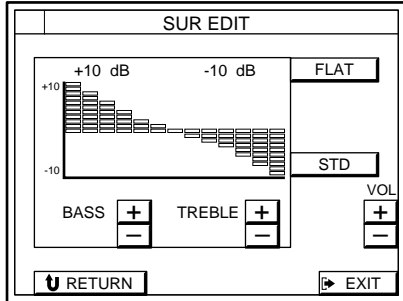 SUR EDIT
+10 dB -10 dB FLAT
+10
-10
STD
VOL
BASS + TREBLE + +
– – –
RETURN EXIT